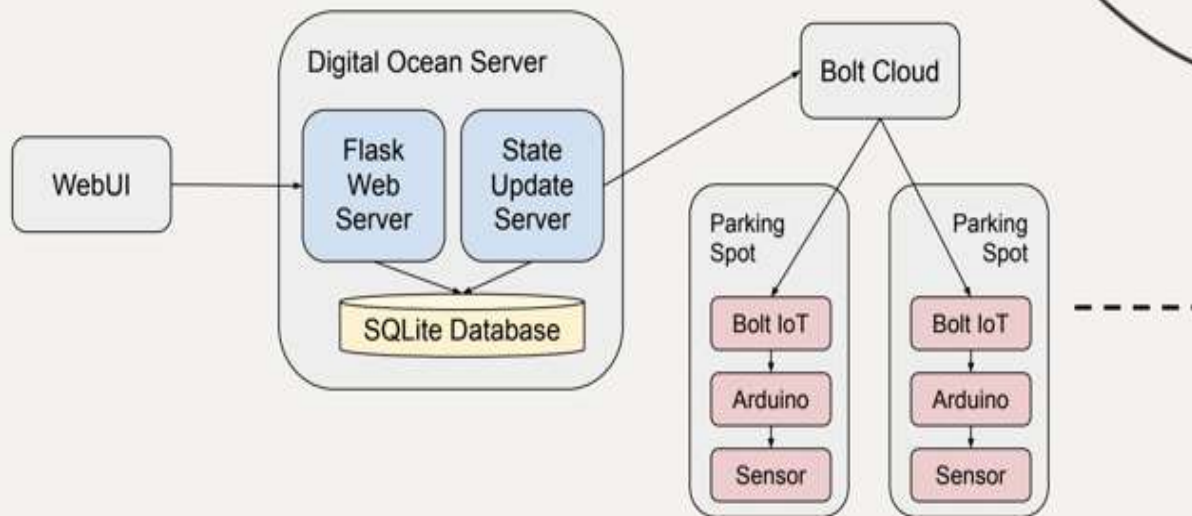 Digital Ocean Server
Bolt Cloud
WebUI
Flask
Web
Server
State
Update
Server
SQLite Database
Parking
Spot
Bolt IoT
Arduino
Sensor
Parking
Spot
Bolt IoT
Arduino
Sensor